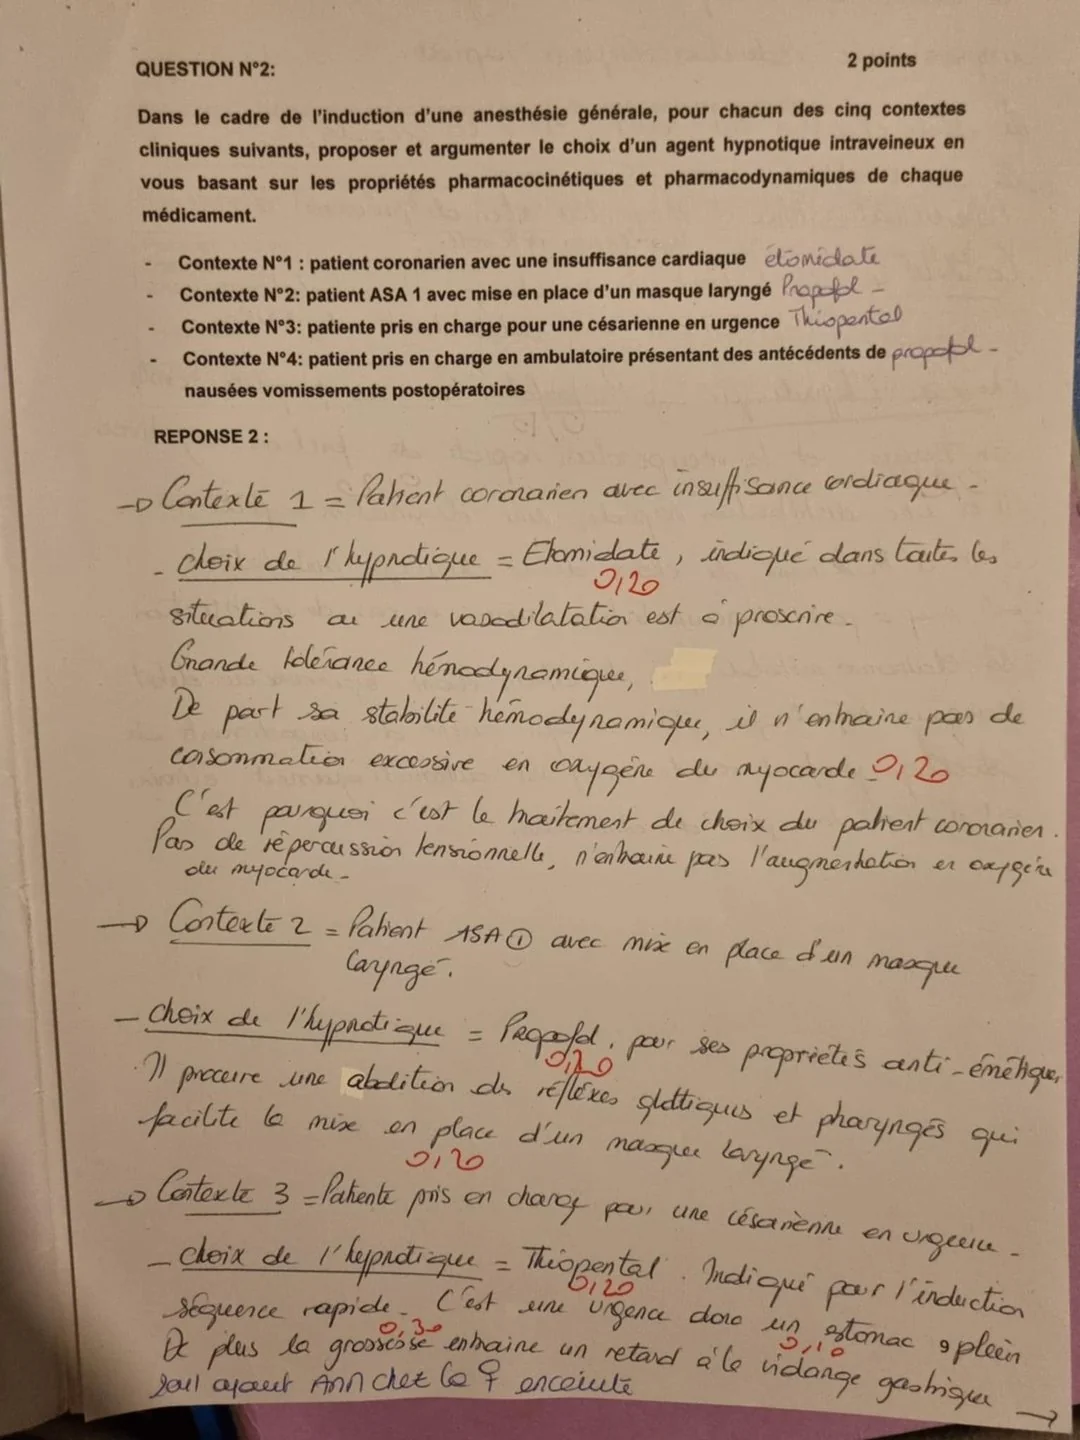 QUESTION N°2:
2 points
Dans le cadre de l'induction d'une anesthésie générale, pour chacun des cinq contextes
cliniques suivants, proposer et argumenter le choix d'un agent hypnotique intraveineux en
vous basant sur les propriétés pharmacocinétiques et pharmacodynamiques de chaque
médicament.
- Contexte N°1 : patient coronarien avec une insuffisance cardiaque étomidate
- Contexte N°2: patient ASA 1 avec mise en place d'un masque laryngé Propofol -
- Contexte N°3: patiente pris en charge pour une césarienne en urgence Thiopental
- Contexte N°4: patient pris en charge en ambulatoire présentant des antécédents de propofol -
nausées vomissements postopératoires
REPONSE 2 :
→ Contexte 1 = Patient coronarien avec insuffisance cardiaque -
- choix de l'hypnotique = Etomidate, indiqué dans toutes les
0,20
situations ou une vasodilatation est à proscrire.
Grande tolérance hémodynamique,
De part sa stabilité hémodynamique, il n'entraine pas de
consommation excessive en oxygène du myocarde. 0,20
C'est pourquoi c'est le traitement de choix du patient coronarien.
Pas de répercussion tensionnelle, n'entraine pas l'augmentation en oxygène
du myocarde -
→ Contexte 2 = Patient ASA ① avec mise en place d'un masque
laryngé.
- choix de l'hypnotique = Propofol, pour ses propriétés anti-émétique,
0,20
Il procure une abolition des réflexes glottiques et pharyngés qui
facilite la mise en place d'un masque laryngé.
0,20
→ Contexte 3 = Patiente pris en charge pour une césarienne en urgence -
- choix de l'hypnotique = Thiopental. Indiqué pour l'induction
0,20
séquence rapide. C'est une urgence donc un estomac plein
0,30
0,10
De plus la grossesse entraine un retard à la vidange gastrique
seul ayant AMM chez la ♀ enceinte
→